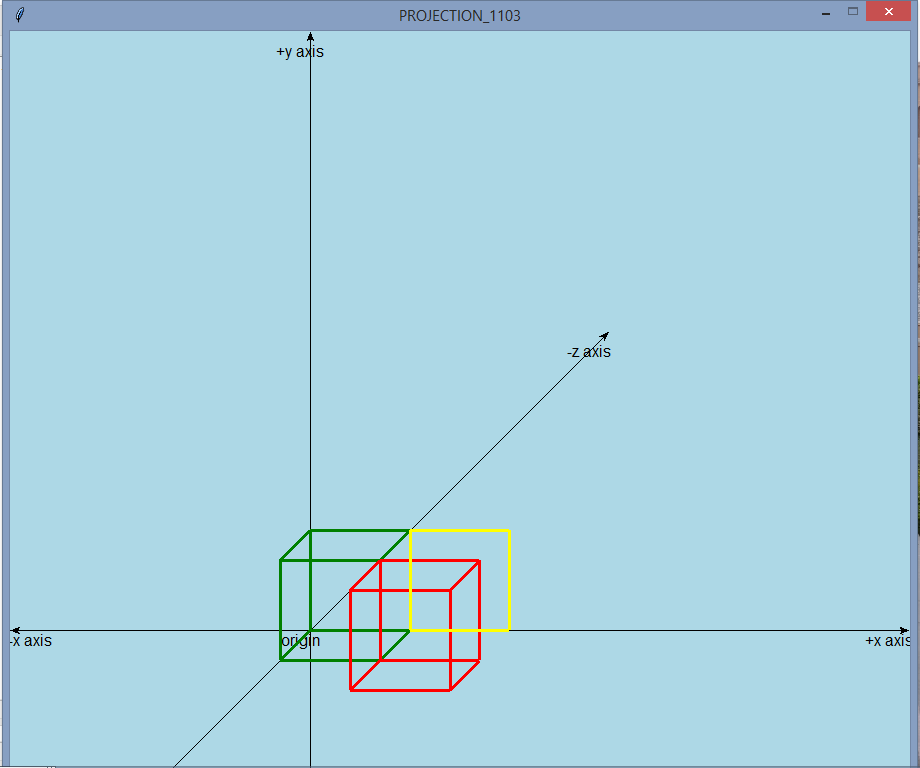 PROJECTION_1103
+y axis
-z axis
-x axis
origin
+x axis